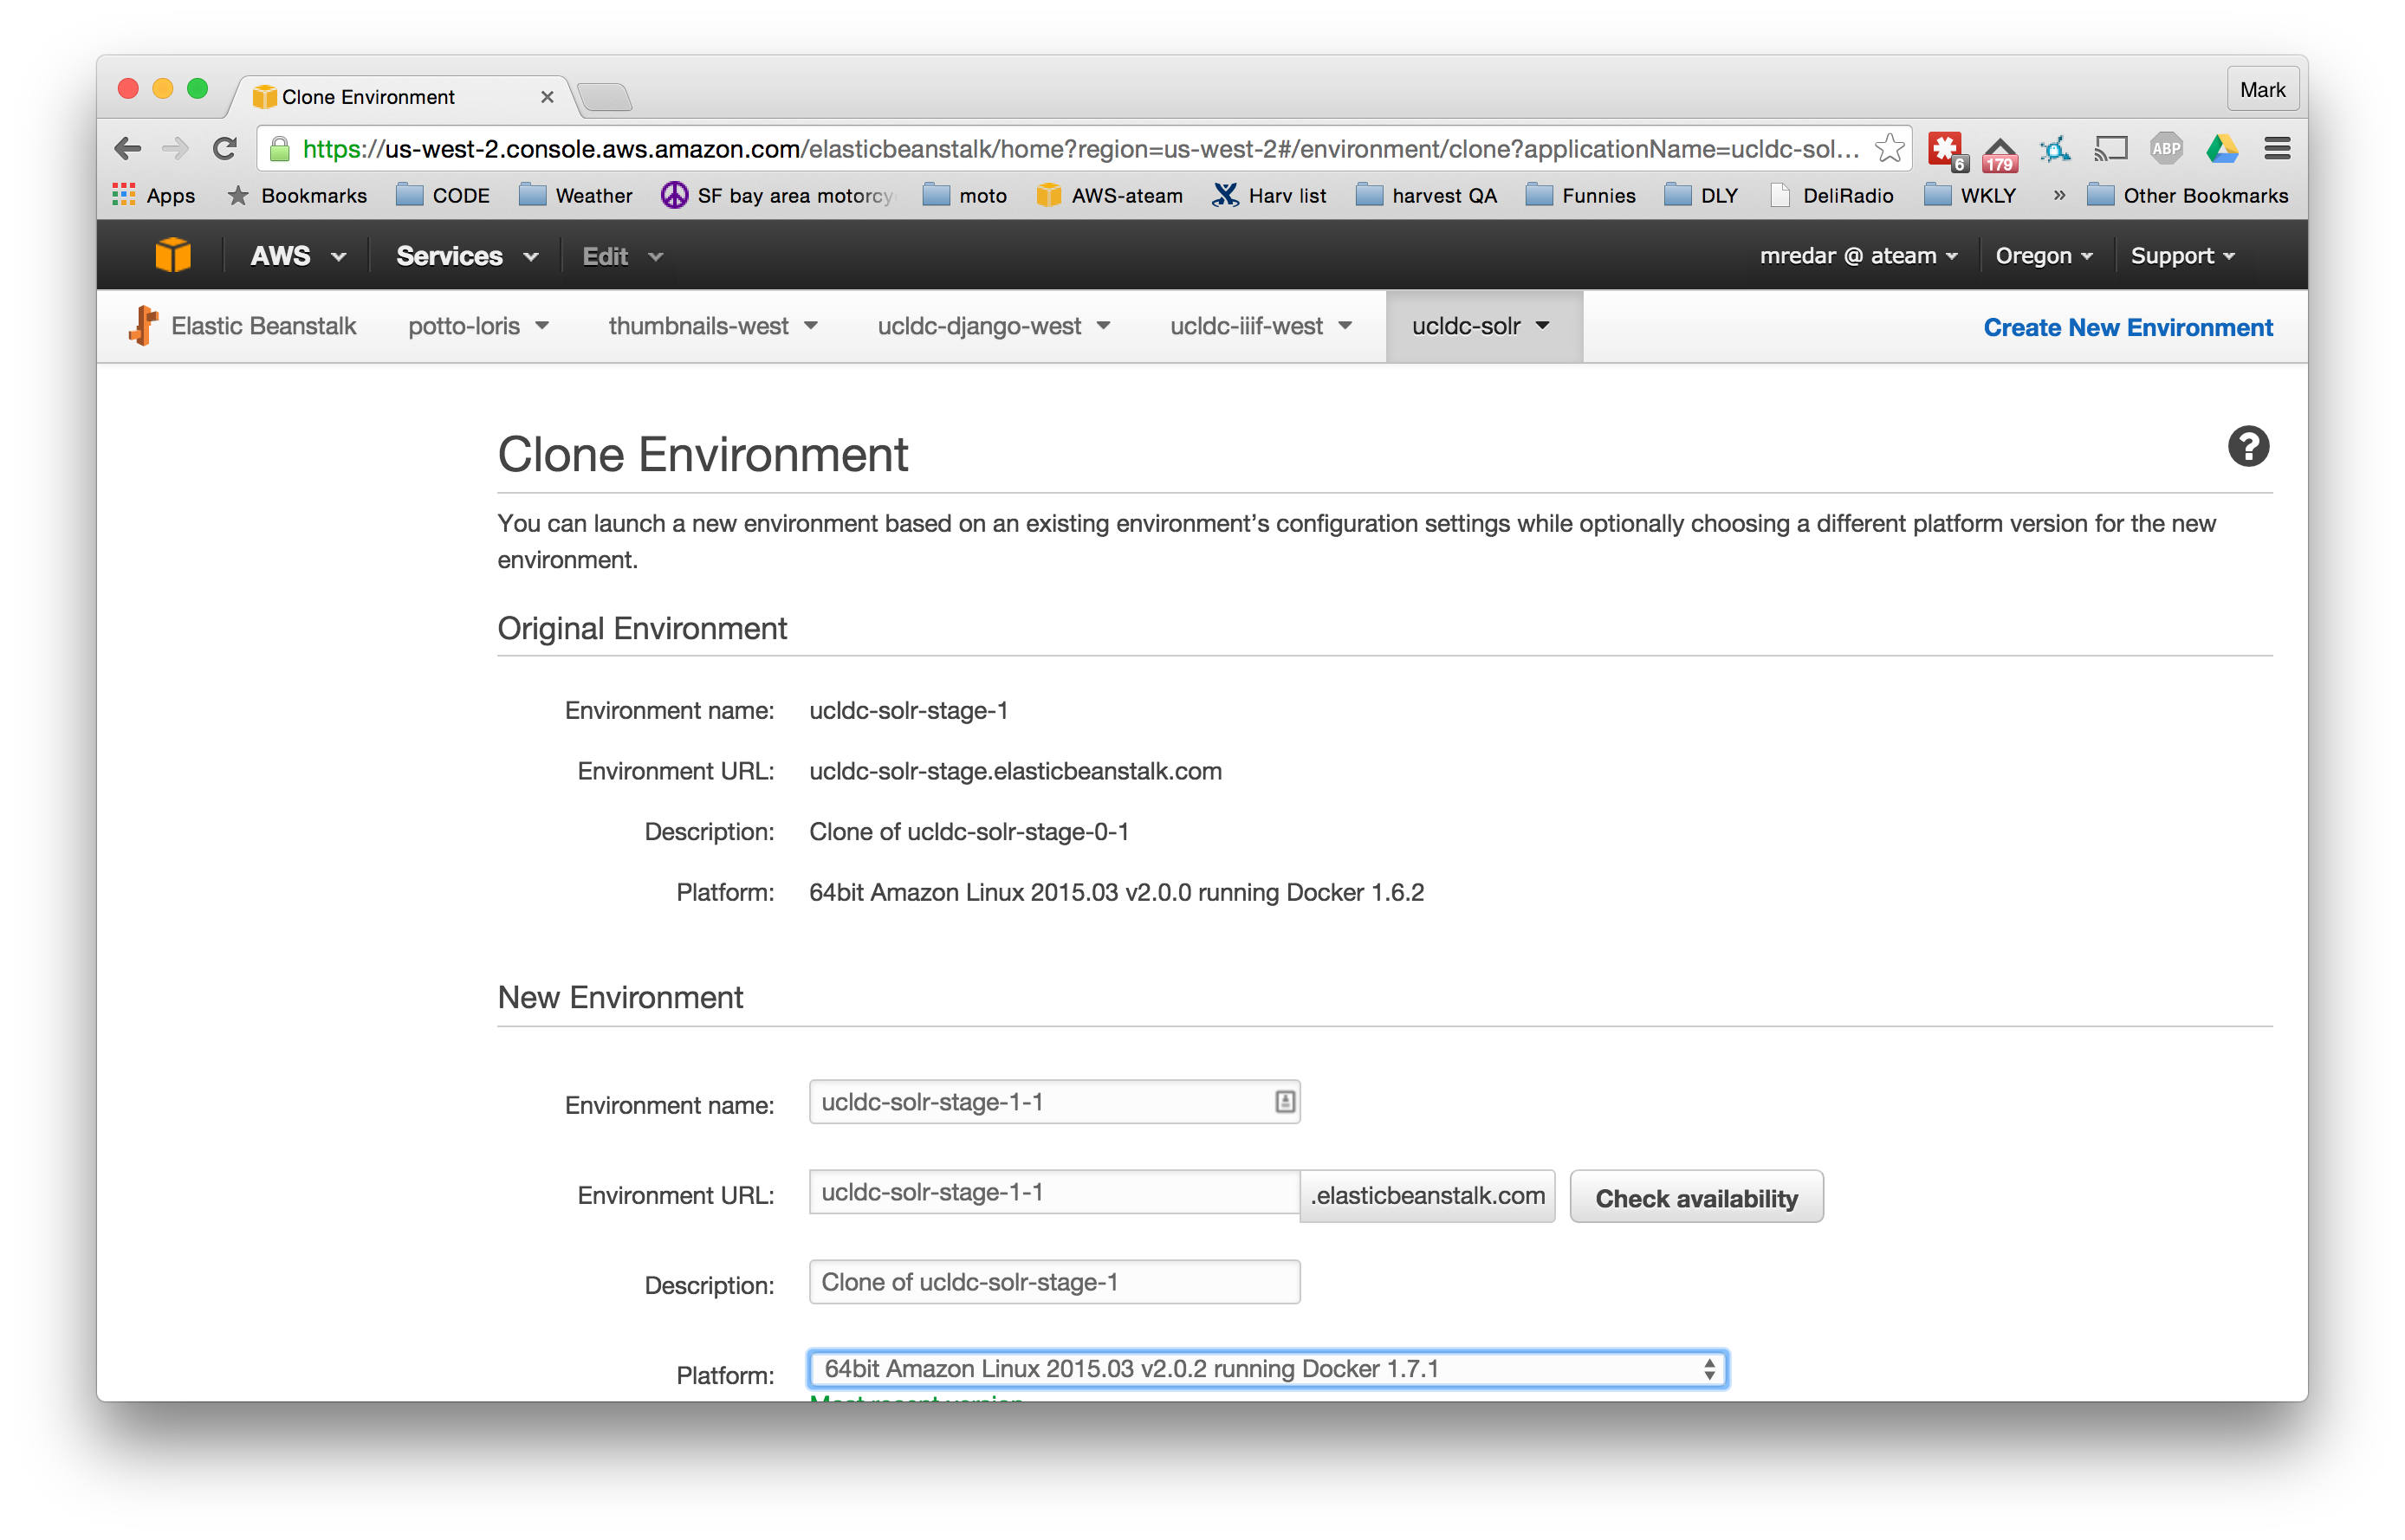 Clone Environment
Mark
https://us-west-2.console.aws.amazon.com/elasticbeanstalk/home?region=us-west-2#/environment/clone?applicationName=ucldc-sol...
6
179
ABP
Apps Bookmarks CODE Weather SF bay area motorcy moto AWS-ateam Harv list harvest QA Funnies DLY DeliRadio WKLY » Other Bookmarks
AWS Services Edit mredar @ ateam Oregon Support
Elastic Beanstalk potto-loris thumbnails-west ucldc-django-west ucldc-iiif-west ucldc-solr Create New Environment
Clone Environment
?
You can launch a new environment based on an existing environment’s configuration settings while optionally choosing a different platform version for the new
environment.
Original Environment
Environment name: ucldc-solr-stage-1
Environment URL: ucldc-solr-stage.elasticbeanstalk.com
Description: Clone of ucldc-solr-stage-0-1
Platform: 64bit Amazon Linux 2015.03 v2.0.0 running Docker 1.6.2
New Environment
Environment name: ucldc-solr-stage-1-1
Environment URL: ucldc-solr-stage-1-1 .elasticbeanstalk.com Check availability
Description: Clone of ucldc-solr-stage-1
Platform: 64bit Amazon Linux 2015.03 v2.0.2 running Docker 1.7.1
Most recent version